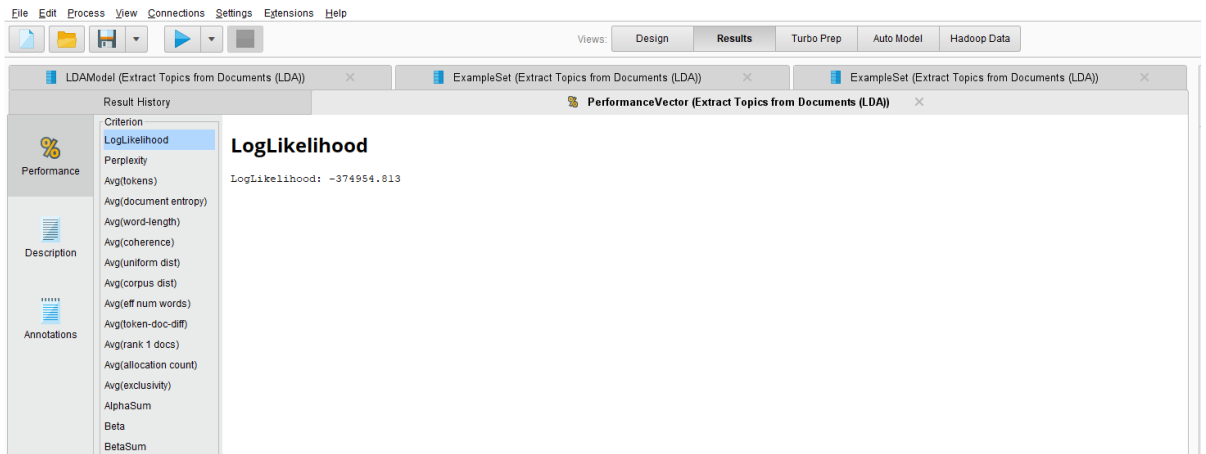 File Edit Process View Connections Settings Extensions Help
Views: Design Results Turbo Prep Auto Model Hadoop Data
LDAModel (Extract Topics from Documents (LDA)) ExampleSet (Extract Topics from Documents (LDA)) ExampleSet (Extract Topics from Documents (LDA))
Result History % PerformanceVector (Extract Topics from Documents (LDA))
%
Performance
Description
Annotations
Criterion
LogLikelihood
Perplexity
Avg(tokens)
Avg(document entropy)
Avg(word-length)
Avg(coherence)
Avg(uniform dist)
Avg(corpus dist)
Avg(eff num words)
Avg(token-doc-diff)
Avg(rank 1 docs)
Avg(allocation count)
Avg(exclusivity)
AlphaSum
Beta
BetaSum
LogLikelihood
LogLikelihood: -374954.813